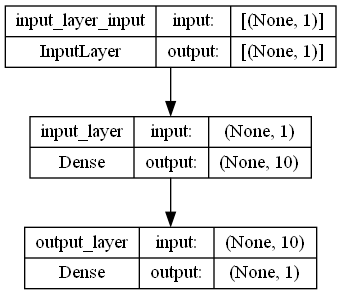 input_layer_input input: [(None, 1)]
InputLayer output: [(None, 1)]
input_layer input: (None, 1)
Dense output: (None, 10)
output_layer input: (None, 10)
Dense output: (None, 1)